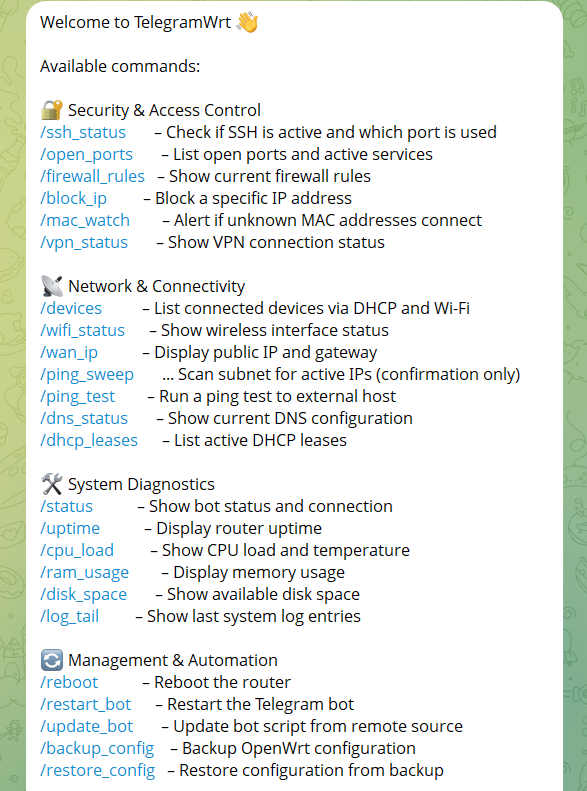 Welcome to TelegramWrt 👋
Available commands:
🔐 Security & Access Control
/ssh_status – Check if SSH is active and which port is used
/open_ports – List open ports and active services
/firewall_rules – Show current firewall rules
/block_ip – Block a specific IP address
/mac_watch – Alert if unknown MAC addresses connect
/vpn_status – Show VPN connection status
📡 Network & Connectivity
/devices – List connected devices via DHCP and Wi-Fi
/wifi_status – Show wireless interface status
/wan_ip – Display public IP and gateway
/ping_sweep ... Scan subnet for active IPs (confirmation only)
/ping_test – Run a ping test to external host
/dns_status – Show current DNS configuration
/dhcp_leases – List active DHCP leases
🛠 System Diagnostics
/status – Show bot status and connection
/uptime – Display router uptime
/cpu_load – Show CPU load and temperature
/ram_usage – Display memory usage
/disk_space – Show available disk space
/log_tail – Show last system log entries
🔄 Management & Automation
/reboot – Reboot the router
/restart_bot – Restart the Telegram bot
/update_bot – Update bot script from remote source
/backup_config – Backup OpenWrt configuration
/restore_config – Restore configuration from backup